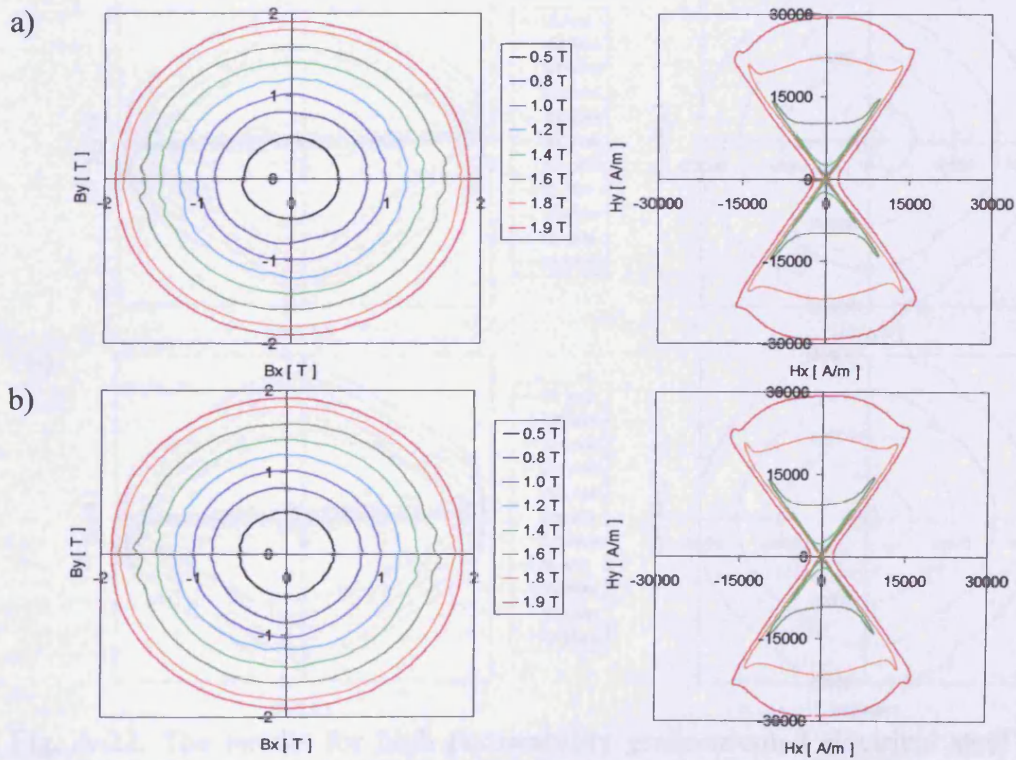 a)
2
1
0
-1
-2
-2
-1
0
1
2
By [ T ]
Bx [ T ]
0.5 T
0.8 T
1.0 T
1.2 T
1.4 T
1.6 T
1.8 T
1.9 T
30000
15000
0
-15000
-30000
-30000
-15000
0
15000
30000
Hy [ A/m ]
Hx [ A/m ]
b)
2
1
0
-1
-2
-2
-1
0
1
2
By [ T ]
Bx [ T ]
0.5 T
0.8 T
1.0 T
1.2 T
1.4 T
1.6 T
1.8 T
1.9 T
30000
15000
0
-15000
-30000
-30000
-15000
0
15000
30000
Hy [ A/m ]
Hx [ A/m ]